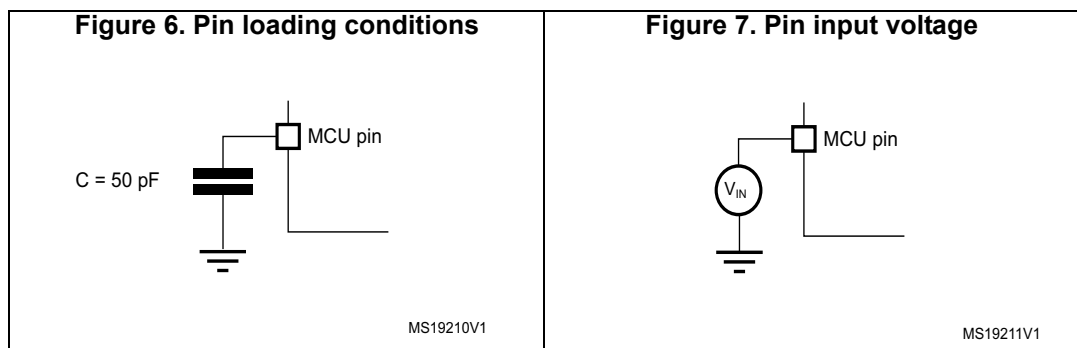 Figure 6. Pin loading conditions
MCU pin
C = 50 pF
MS19210V1
Figure 7. Pin input voltage
MCU pin
VIN
MS19211V1